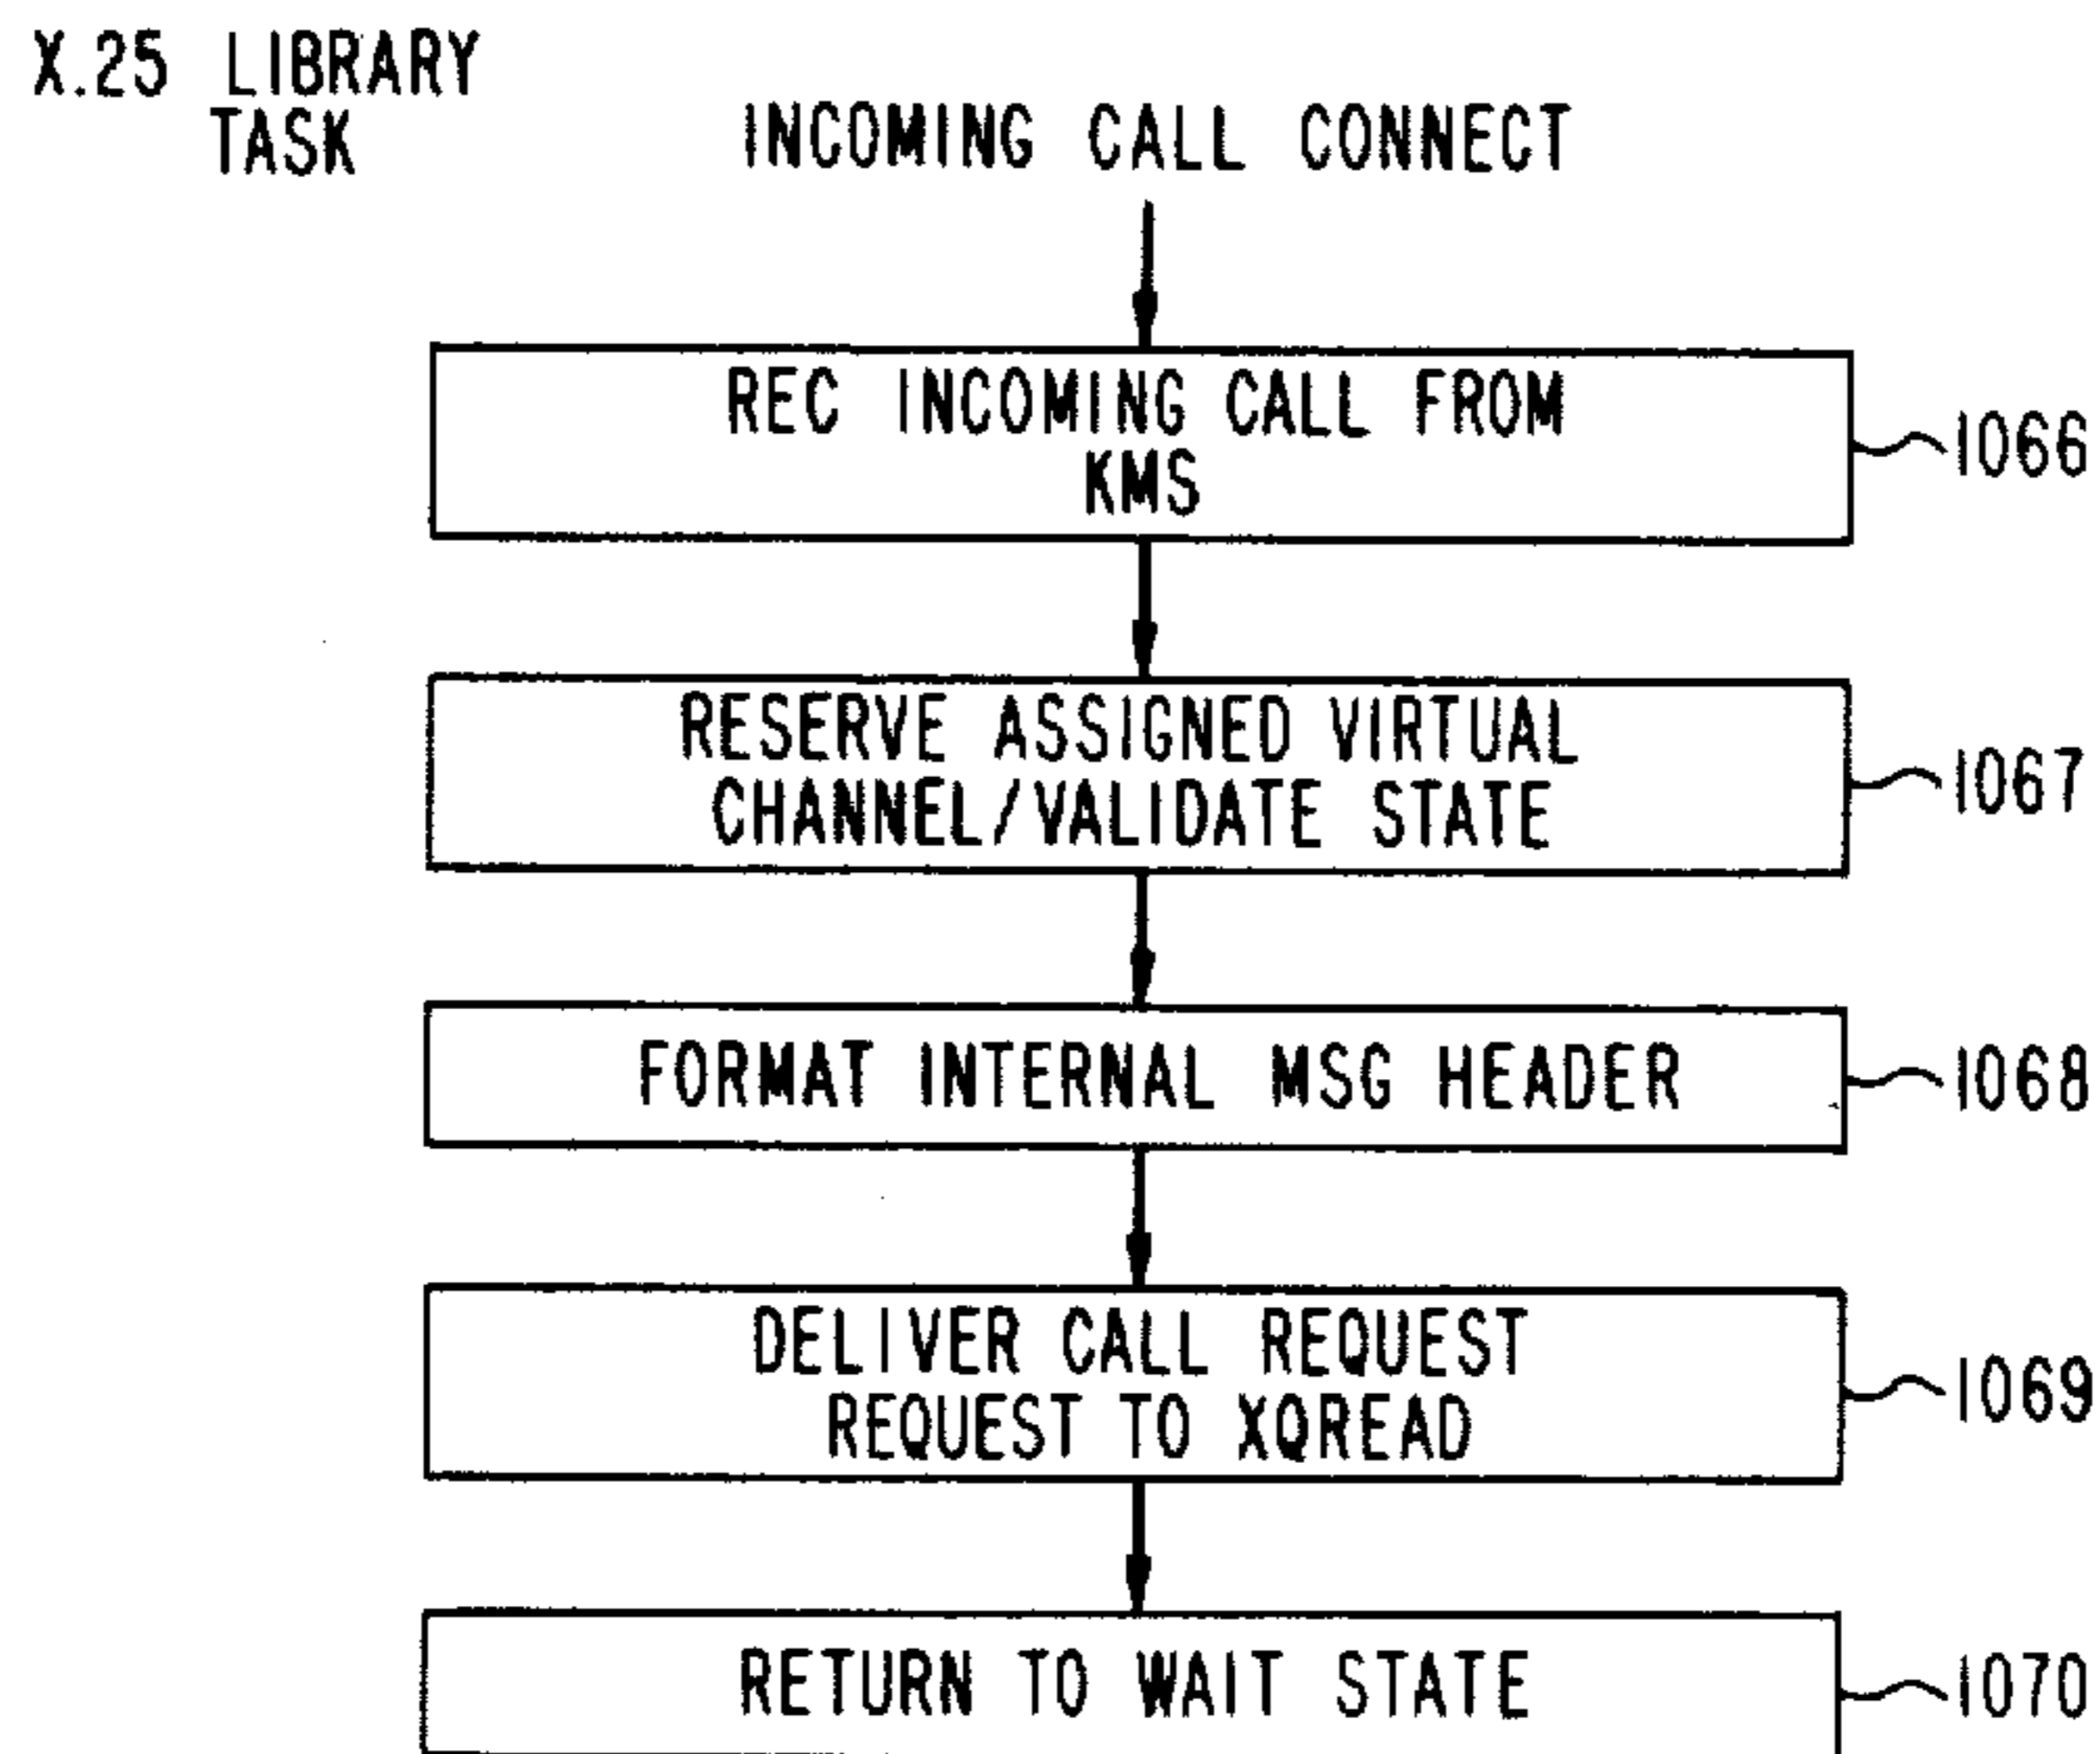 X.25 LIBRARY
TASK
INCOMING CALL CONNECT
REC INCOMING CALL FROM
KMS
1066
RESERVE ASSIGNED VIRTUAL
CHANNEL/VALIDATE STATE
1067
FORMAT INTERNAL MSG HEADER
1068
DELIVER CALL REQUEST
REQUEST TO XQREAD
1069
RETURN TO WAIT STATE
1070